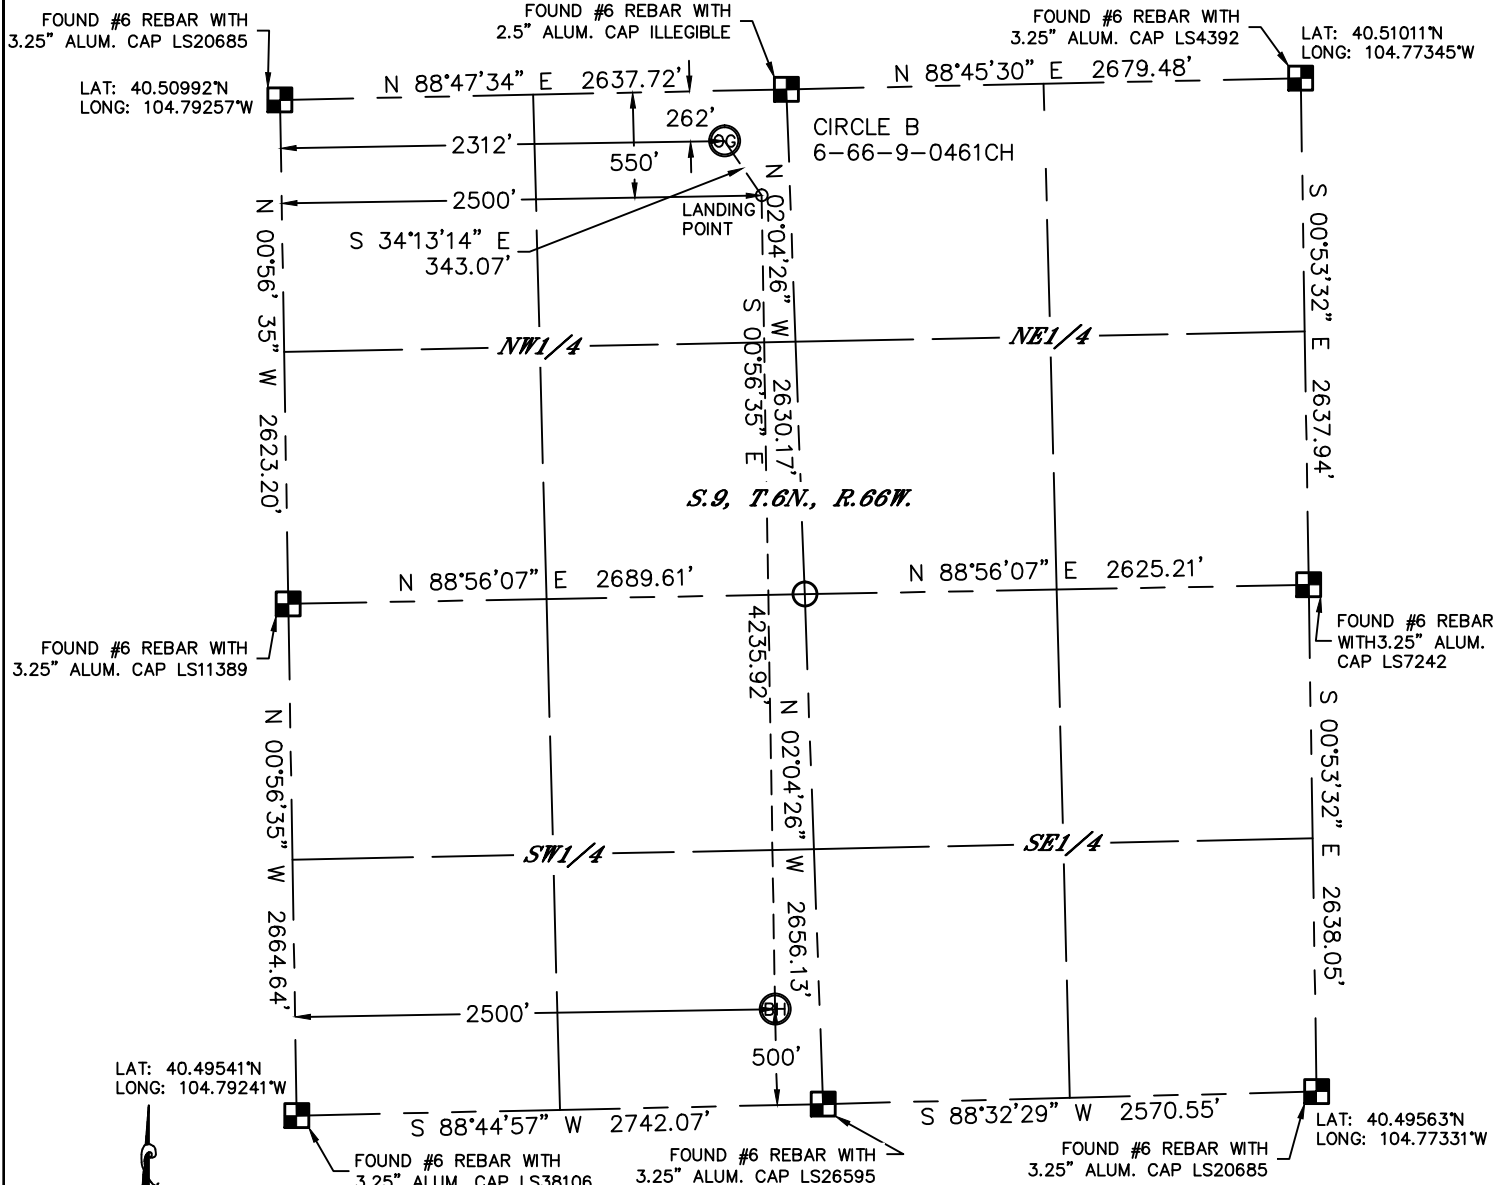 FOUND #6 REBAR WITH
3.25" ALUM. CAP LS20685
FOUND #6 REBAR WITH
2.5" ALUM. CAP ILLEGIBLE
FOUND #6 REBAR WITH
3.25" ALUM. CAP LS4392
LAT: 40.51011°N
LONG: 104.77345°W
LAT: 40.50992°N
LONG: 104.79257°W
N 88°47'34" E 2637.72'
N 88°45'30" E 2679.48'
262'
2312'
OG
CIRCLE B
6-66-9-0461CH
550'
2500'
LANDING
POINT
S 34°13'14" E
343.07'
N 00°56' 35" W 2623.20'
N 02°04'26" W 2630.17'
S 00°56'35" E 4235.92'
S 00°53'32" E 2637.94'
NW1/4
NE1/4
S.9, T.6N., R.66W.
N 88°56'07" E 2689.61'
N 88°56'07" E 2625.21'
FOUND #6 REBAR WITH
3.25" ALUM. CAP LS11389
FOUND #6 REBAR
WITH3.25" ALUM.
CAP LS7242
N 00°56'35" W 2664.64'
N 02°04'26" W 2656.13'
S 00°53'32" E 2638.05'
SW1/4
SE1/4
2500'
BH
500'
LAT: 40.49541°N
LONG: 104.79241°W
S 88°44'57" W 2742.07'
S 88°32'29" W 2570.55'
LAT: 40.49563°N
LONG: 104.77331°W
FOUND #6 REBAR WITH
3.25" ALUM. CAP LS38106
FOUND #6 REBAR WITH
3.25" ALUM. CAP LS26595
FOUND #6 REBAR WITH
3.25" ALUM. CAP LS20685